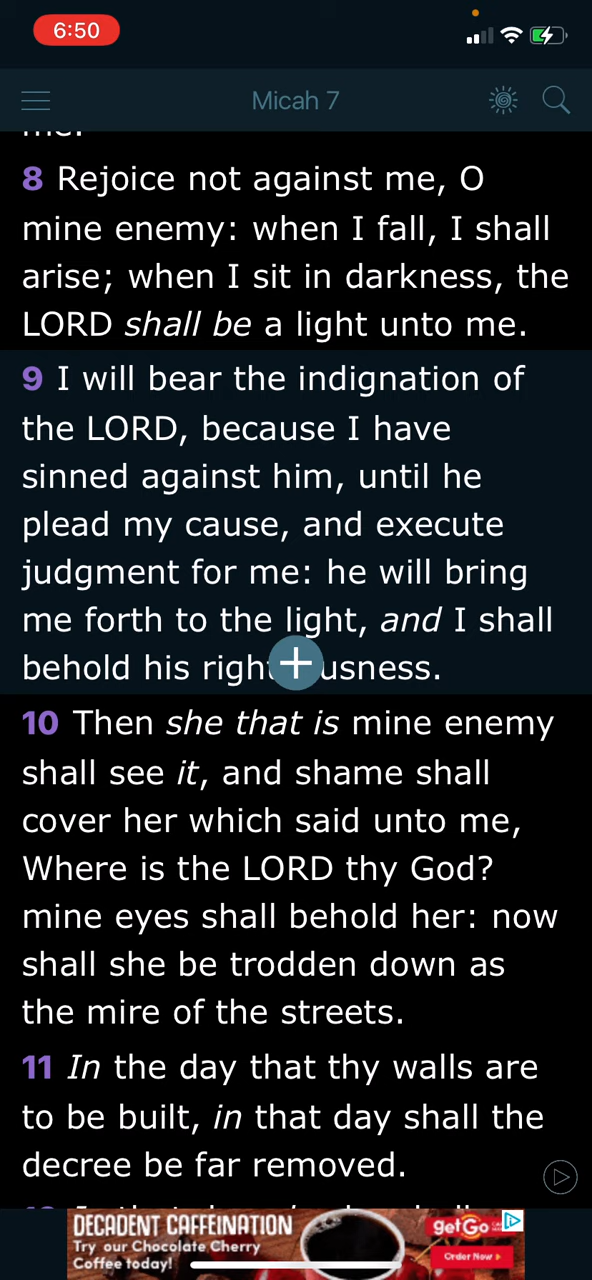 6:50
Micah 7
me.
8 Rejoice not against me, O
mine enemy: when I fall, I shall
arise; when I sit in darkness, the
LORD shall be a light unto me.
9 I will bear the indignation of
the LORD, because I have
sinned against him, until he
plead my cause, and execute
judgment for me: he will bring
me forth to the light, and I shall
behold his right usness.
10 Then she that is mine enemy
shall see it, and shame shall
cover her which said unto me,
Where is the LORD thy God?
mine eyes shall behold her: now
shall she be trodden down as
the mire of the streets.
11 In the day that thy walls are
to be built, in that day shall the
decree be far removed.
DECADENT CAFFEINATION
Try our Chocolate Cherry
Coffee today!
getGo
Order Now